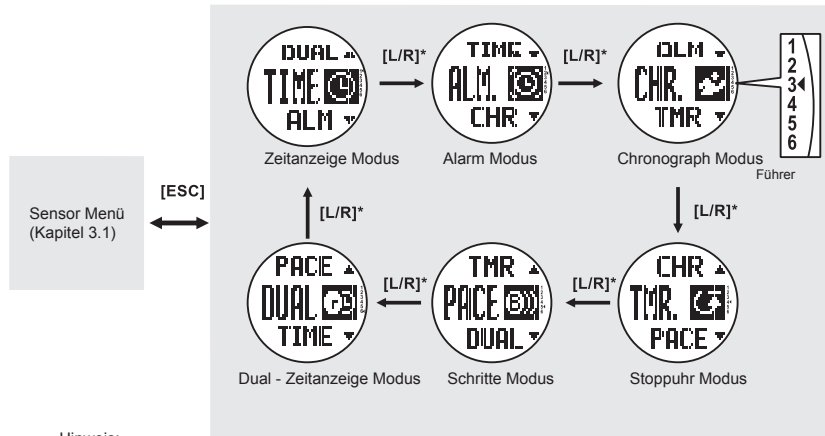 DUAL
TIME
ALM
[L/R]*
TIME
ALM.
CHR
[L/R]*
ALM
CHR.
TMR
1
2
3
4
5
6
Zeitanzeige Modus
Alarm Modus
Chronograph Modus
Führer
Sensor Menü
(Kapitel 3.1)
[ESC]
[L/R]*
[L/R]*
PACE
DUAL
TIME
[L/R]*
TMR
PACE
DUAL
[L/R]*
CHR
TMR.
PACE
Dual - Zeitanzeige Modus
Schritte Modus
Stoppuhr Modus